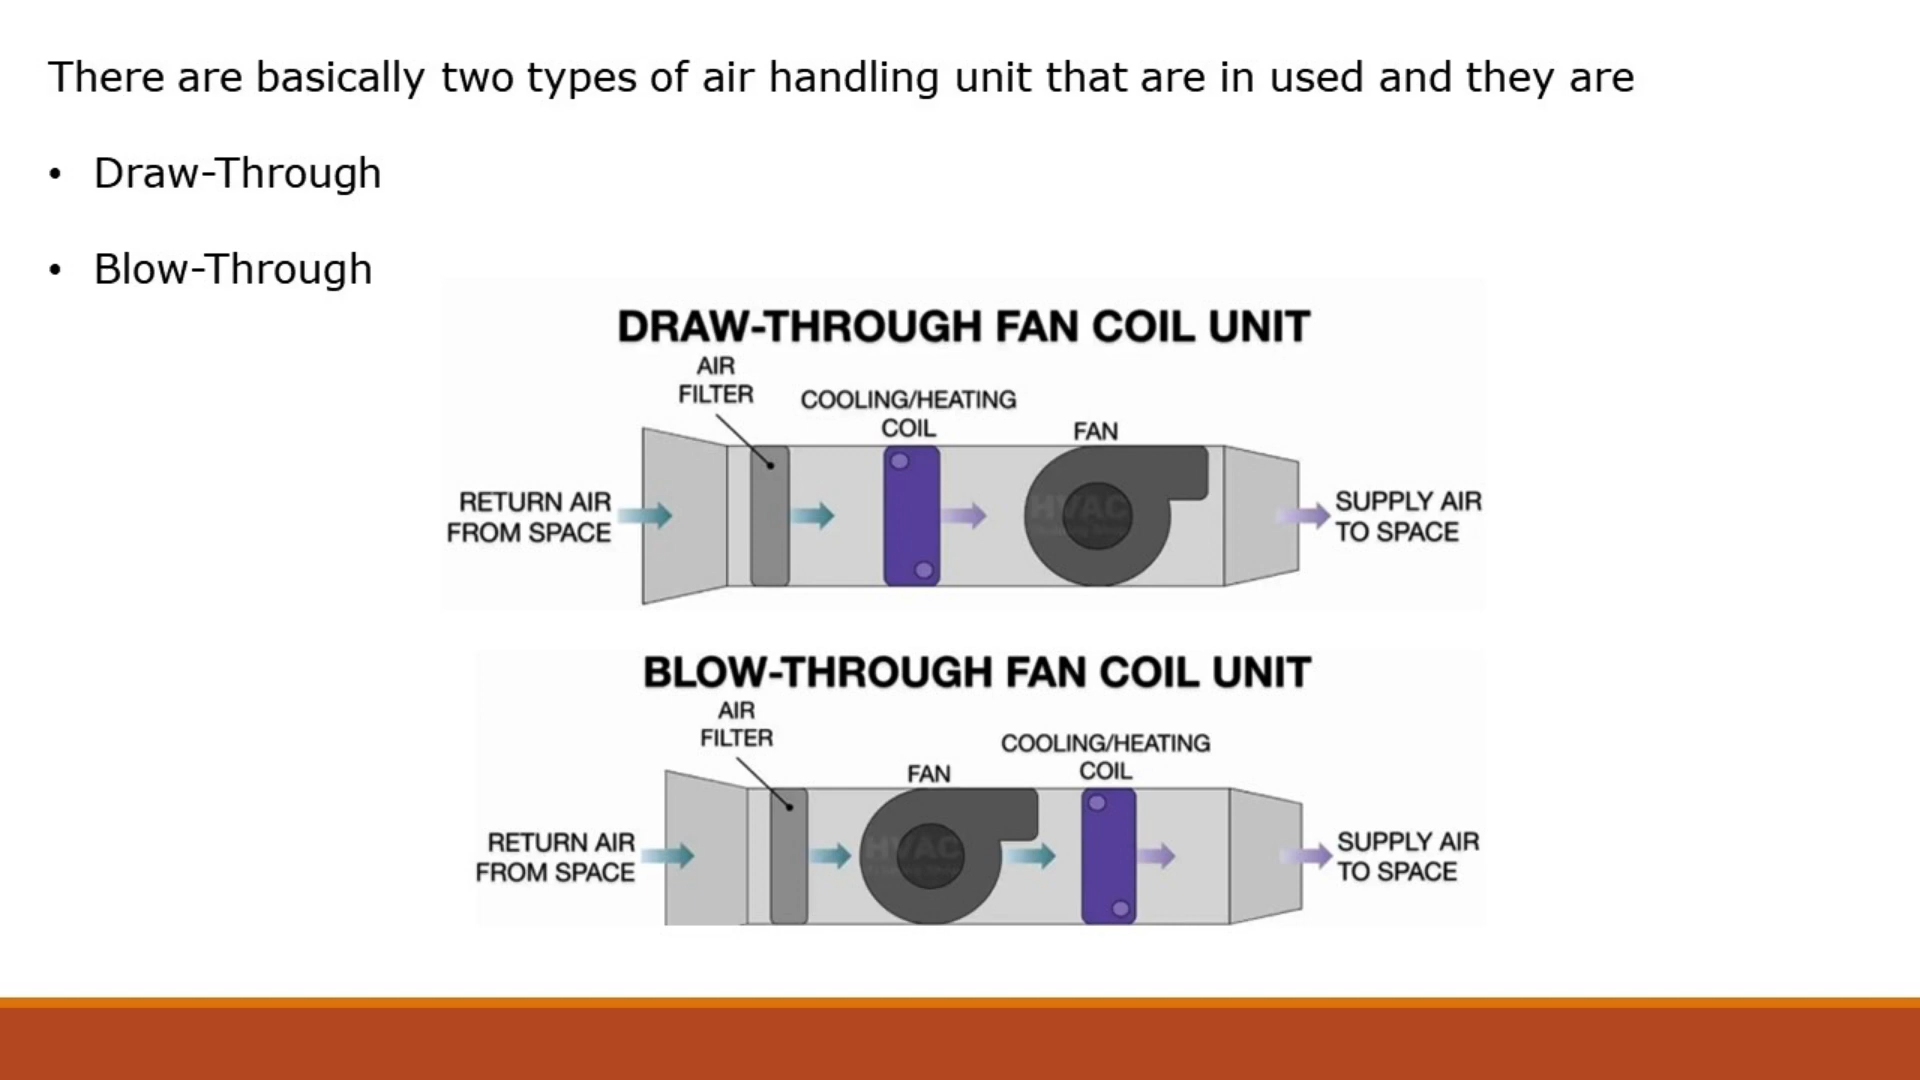 There are basically two types of air handling unit that are in used and they are
• Draw-Through
• Blow-Through
DRAW-THROUGH FAN COIL UNIT
AIR
FILTER
COOLING/HEATING
COIL
FAN
RETURN AIR
FROM SPACE
HVAC
SUPPLY AIR
TO SPACE
BLOW-THROUGH FAN COIL UNIT
AIR
FILTER
FAN
COOLING/HEATING
COIL
RETURN AIR
FROM SPACE
HVAC
SUPPLY AIR
TO SPACE